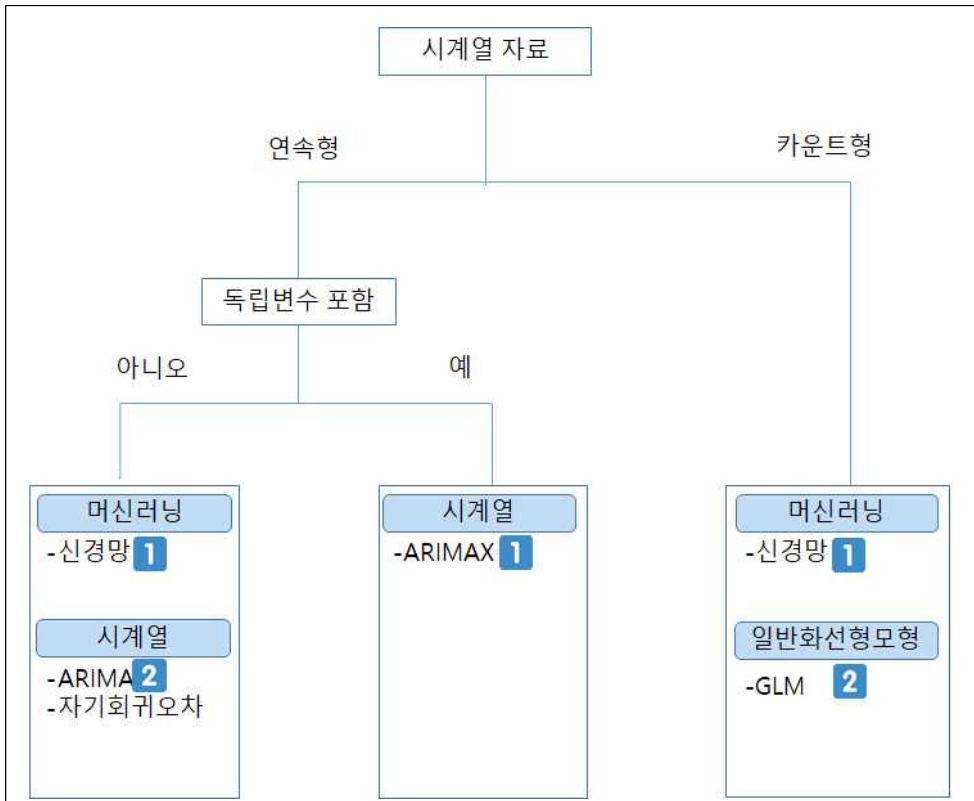 시계열 자료
연속형
카운트형
독립변수 포함
아니오
예
머신러닝
-신경망 1
시계열
-ARIMA 2
-자기회귀오차
시계열
-ARIMAX 1
머신러닝
-신경망 1
일반화선형모형
-GLM 2